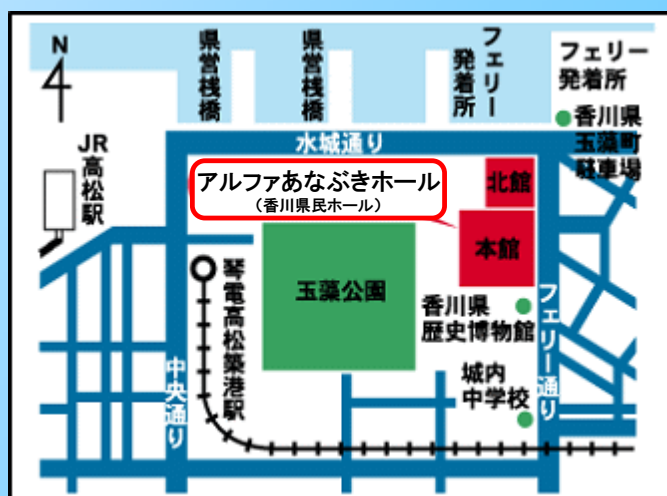 N
県営桟橋
県営桟橋
フェリー
発着所
フェリー
発着所
香川県
玉藻町
駐車場
JR
高松駅
水城通り
アルファあなぶきホール
（香川県民ホール）
北館
本館
玉藻公園
琴電高松築港駅
香川県
歴史博物館
フェリー通り
中央通り
城内
中学校